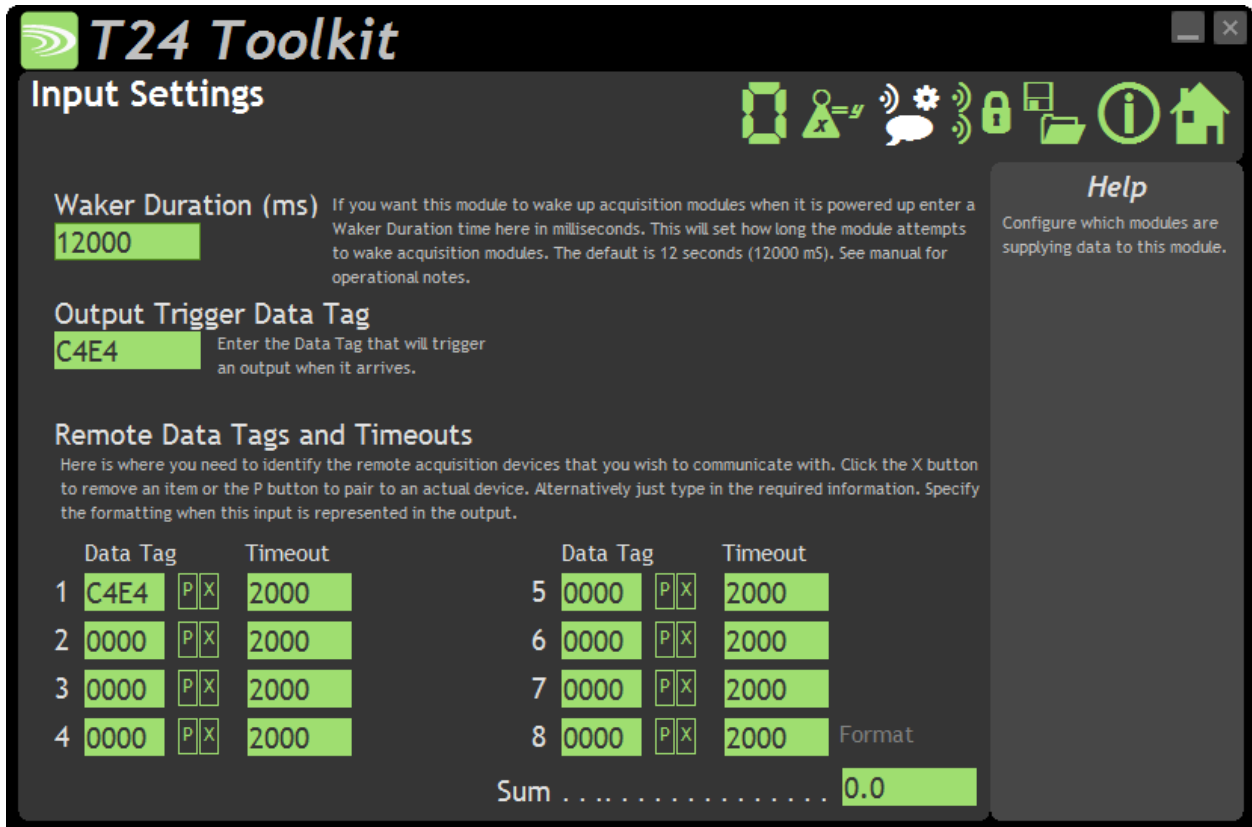 T24 Toolkit
Input Settings
0 x=y
Waker Duration (ms)
12000
If you want this module to wake up acquisition modules when it is powered up enter a
Waker Duration time here in milliseconds. This will set how long the module attempts
to wake acquisition modules. The default is 12 seconds (12000 mS). See manual for
operational notes.
Output Trigger Data Tag
C4E4
Enter the Data Tag that will trigger
an output when it arrives.
Remote Data Tags and Timeouts
Here is where you need to identify the remote acquisition devices that you wish to communicate with. Click the X button
to remove an item or the P button to pair to an actual device. Alternatively just type in the required information. Specify
the formatting when this input is represented in the output.
Data Tag Timeout Data Tag Timeout
1 C4E4 P X 2000 5 0000 P X 2000
2 0000 P X 2000 6 0000 P X 2000
3 0000 P X 2000 7 0000 P X 2000
4 0000 P X 2000 8 0000 P X 2000 Format
Sum . . . . . . . . . . . . . . . . . 0.0
Help
Configure which modules are
supplying data to this module.